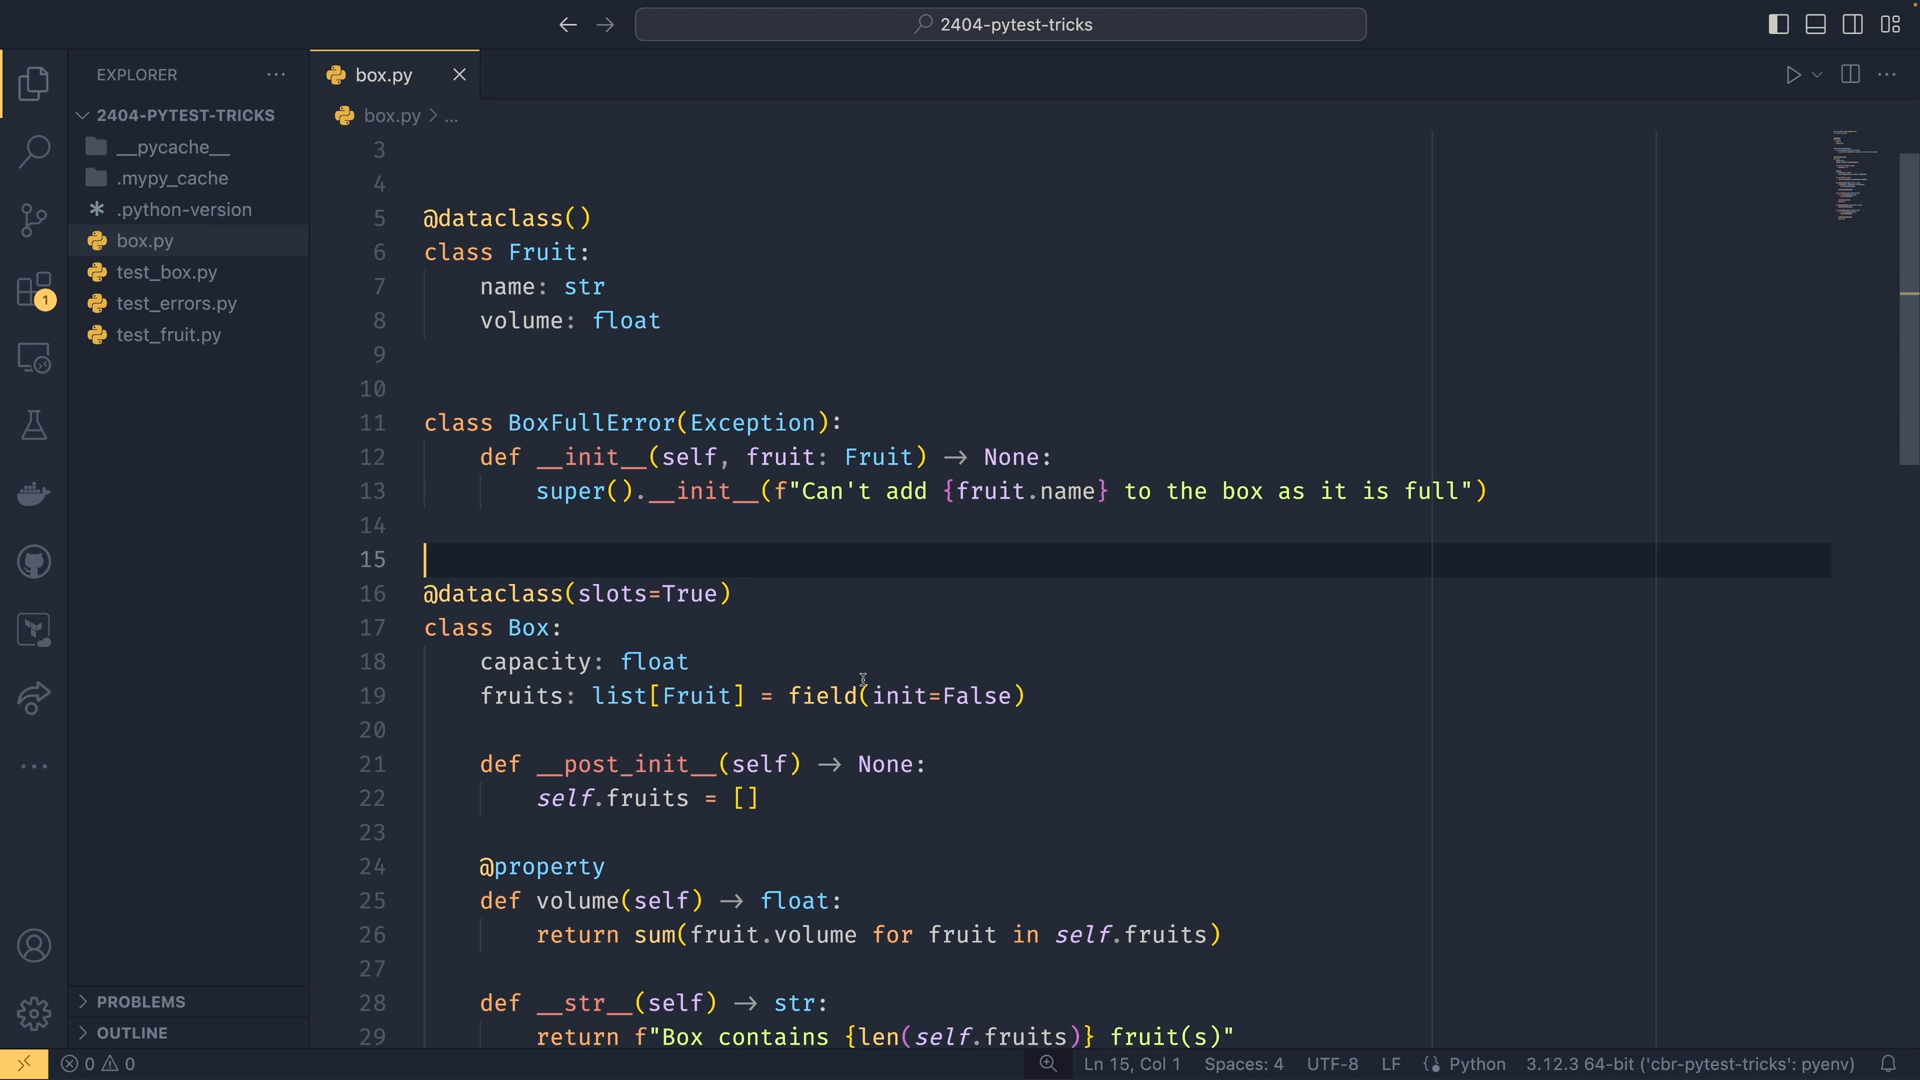 2404-pytest-tricks
EXPLORER
2404-PYTEST-TRICKS
__pycache__
.mypy_cache
.python-version
box.py
test_box.py
test_errors.py
test_fruit.py
PROBLEMS
OUTLINE
1
box.py
box.py > ...
3
4
5 @dataclass()
6 class Fruit:
7     name: str
8     volume: float
9
10
11 class BoxFullError(Exception):
12     def __init__(self, fruit: Fruit) -> None:
13         super().__init__(f"Can't add {fruit.name} to the box as it is full")
14
15
16 @dataclass(slots=True)
17 class Box:
18     capacity: float
19     fruits: list[Fruit] = field(init=False)
20
21     def __post_init__(self) -> None:
22         self.fruits = []
23
24     @property
25     def volume(self) -> float:
26         return sum(fruit.volume for fruit in self.fruits)
27
28     def __str__(self) -> str:
29         return f"Box contains {len(self.fruits)} fruit(s)"
0 0 Ln 15, Col 1 Spaces: 4 UTF-8 LF Python 3.12.3 64-bit ('cbr-pytest-tricks': pyenv)